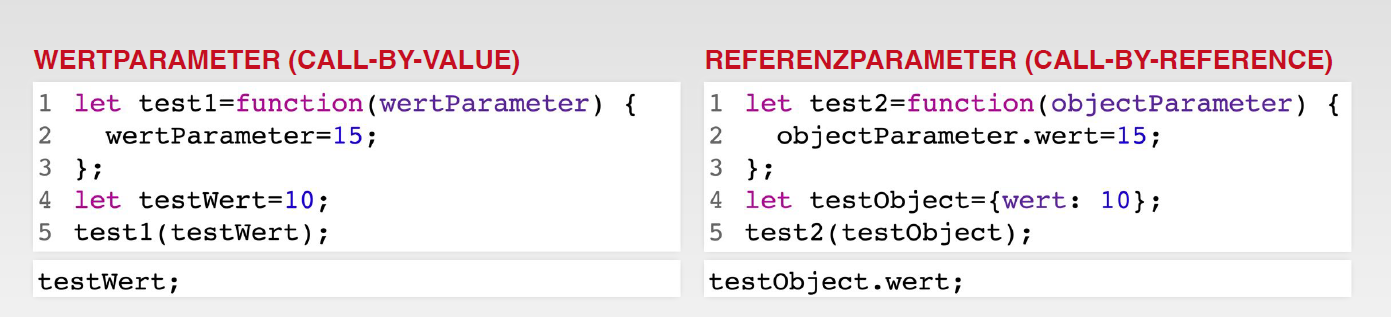 WERTPARAMETER (CALL-BY-VALUE)
1 let test1=function(wertParameter) {
2   wertParameter=15;
3 };
4 let testWert=10;
5 test1(testWert);
testWert;
REFERENZPARAMETER (CALL-BY-REFERENCE)
1 let test2=function(objectParameter) {
2   objectParameter.wert=15;
3 };
4 let testObject={wert: 10};
5 test2(testObject);
testObject.wert;